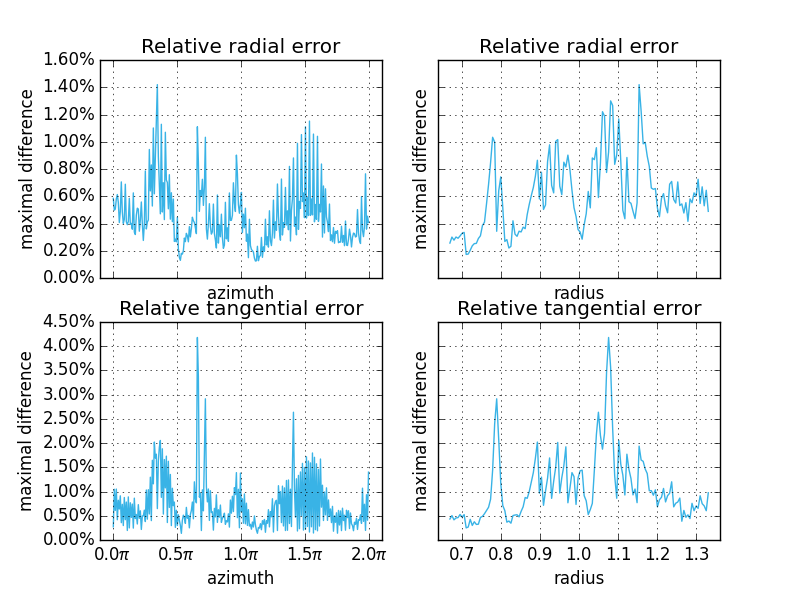 Relative radial error
Relative radial error
1.60%
1.40%
1.20%
1.00%
0.80%
0.60%
0.40%
0.20%
0.00%
maximal difference
maximal difference
azimuth
radius
Relative tangential error
Relative tangential error
4.50%
4.00%
3.50%
3.00%
2.50%
2.00%
1.50%
1.00%
0.50%
0.00%
maximal difference
maximal difference
0.0π 0.5π 1.0π 1.5π 2.0π
0.7 0.8 0.9 1.0 1.1 1.2 1.3
azimuth
radius